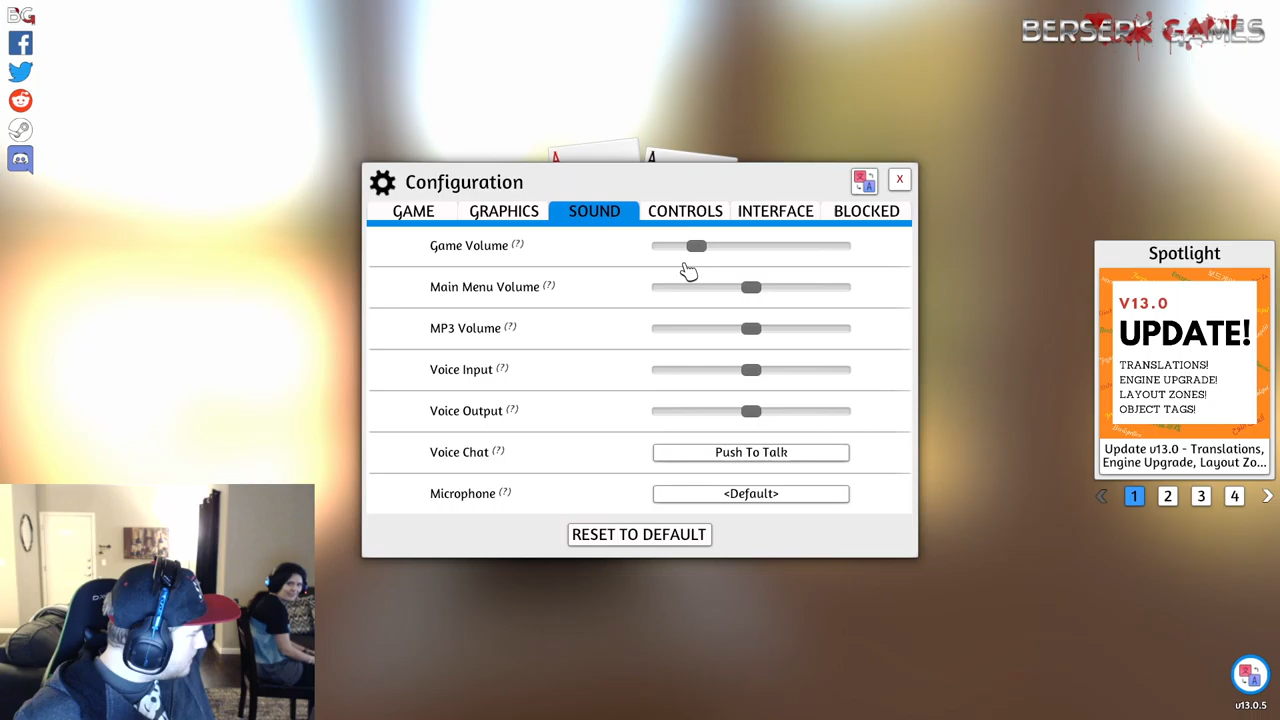 BG
BERSERK GAMES
A
A
Configuration
X
GAME GRAPHICS SOUND CONTROLS INTERFACE BLOCKED
Game Volume (?)
Main Menu Volume (?)
MP3 Volume (?)
Voice Input (?)
Voice Output (?)
Voice Chat (?) Push To Talk
Microphone (?) <Default>
RESET TO DEFAULT
Spotlight
V13.0
UPDATE!
TRANSLATIONS!
ENGINE UPGRADE!
LAYOUT ZONES!
OBJECT TAGS!
Update v13.0 - Translations,
Engine Upgrade, Layout Zo...
1 2 3 4
v13.0.5